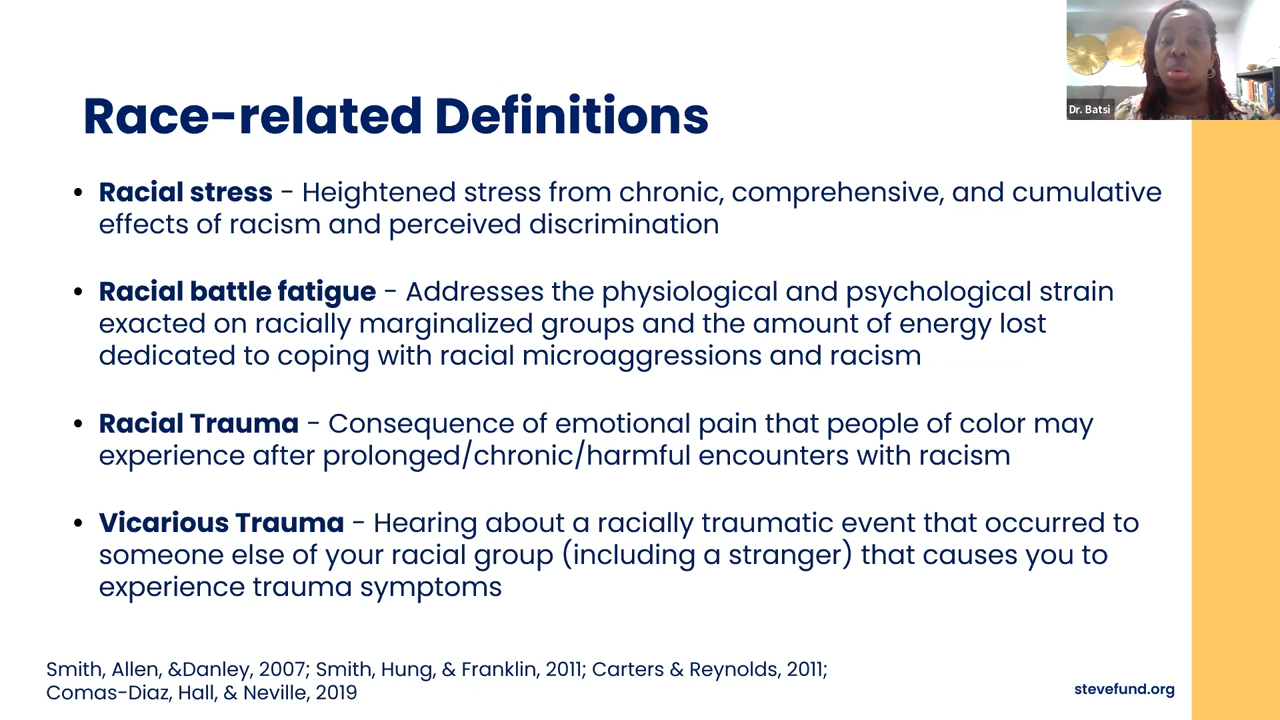 Dr. Batsi
Race-related Definitions
• Racial stress - Heightened stress from chronic, comprehensive, and cumulative
effects of racism and perceived discrimination
• Racial battle fatigue - Addresses the physiological and psychological strain
exacted on racially marginalized groups and the amount of energy lost
dedicated to coping with racial microaggressions and racism
• Racial Trauma - Consequence of emotional pain that people of color may
experience after prolonged/chronic/harmful encounters with racism
• Vicarious Trauma - Hearing about a racially traumatic event that occurred to
someone else of your racial group (including a stranger) that causes you to
experience trauma symptoms
Smith, Allen, &Danley, 2007; Smith, Hung, & Franklin, 2011; Carters & Reynolds, 2011;
Comas-Diaz, Hall, & Neville, 2019
stevefund.org